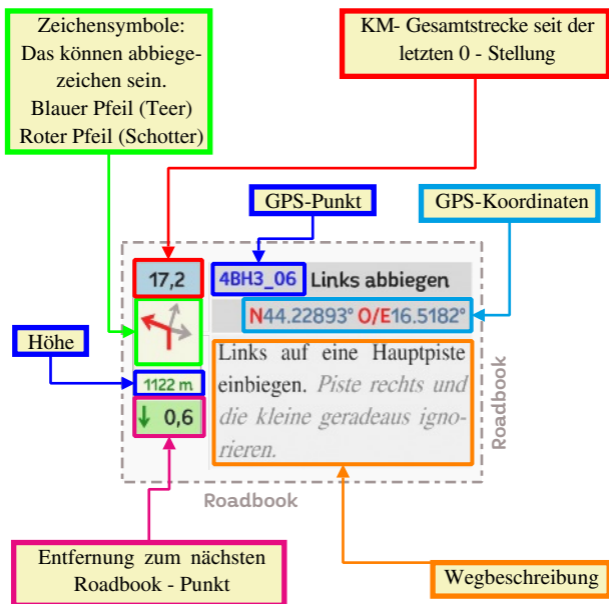 Zeichensymbole:
Das können abbiege-
zeichen sein.
Blauer Pfeil (Teer)
Roter Pfeil (Schotter)
KM- Gesamtstrecke seit der
letzten 0 - Stellung
GPS-Punkt
GPS-Koordinaten
17,2
4BH3_06 Links abbiegen
N44.22893° O/E16.5182°
Höhe
1122 m
0,6
Links auf eine Hauptpiste
einbiegen. Piste rechts und
die kleine geradeaus igno-
rieren.
Roadbook
Roadbook
Entfernung zum nächsten
Roadbook - Punkt
Wegbeschreibung